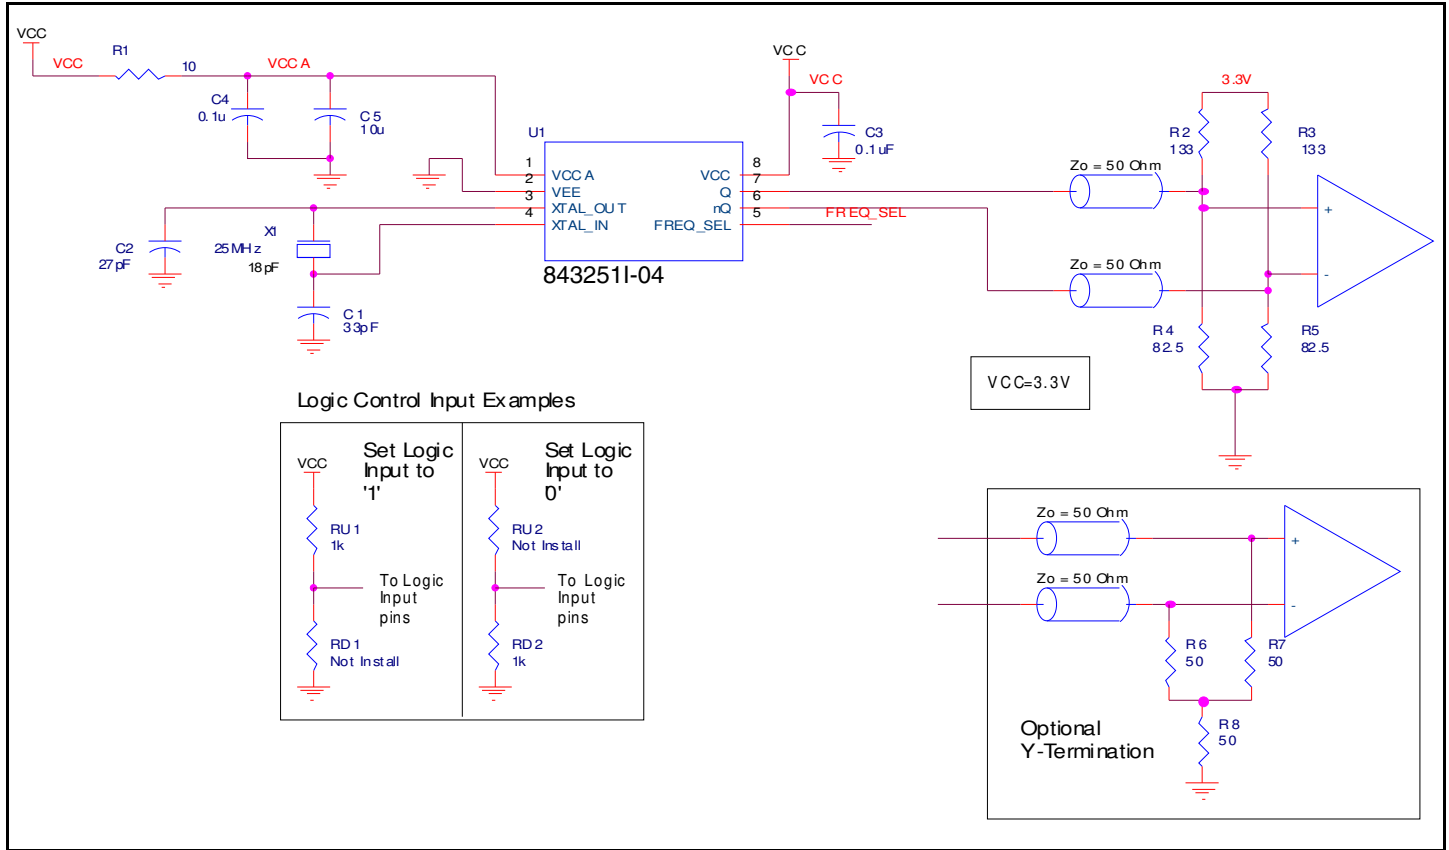 VCC
VCC
R1
10
VCCA
C4
0.1u
C5
10u
VCC
VCC
C3
0.1uF
3.3V
R2
133
R3
133
U1
1
2
3
4
VCCA
VEE
XTAL_OUT
XTAL_IN
8
7
6
5
VCC
Q
nQ
FREQ_SEL
FREQ_SEL
843251I-04
Zo = 50 Ohm
Zo = 50 Ohm
+
-
C2
27pF
X1
25MHz
18pF
C1
33pF
R4
82.5
R5
82.5
VCC=3.3V
Logic Control Input Examples
Set Logic
Input to
'1'
VCC
RU1
1k
To Logic
Input
pins
RD1
Not Install
Set Logic
Input to
'0'
VCC
RU2
Not Install
To Logic
Input
pins
RD2
1k
Zo = 50 Ohm
Zo = 50 Ohm
+
-
R6
50
R7
50
R8
50
Optional
Y-Termination